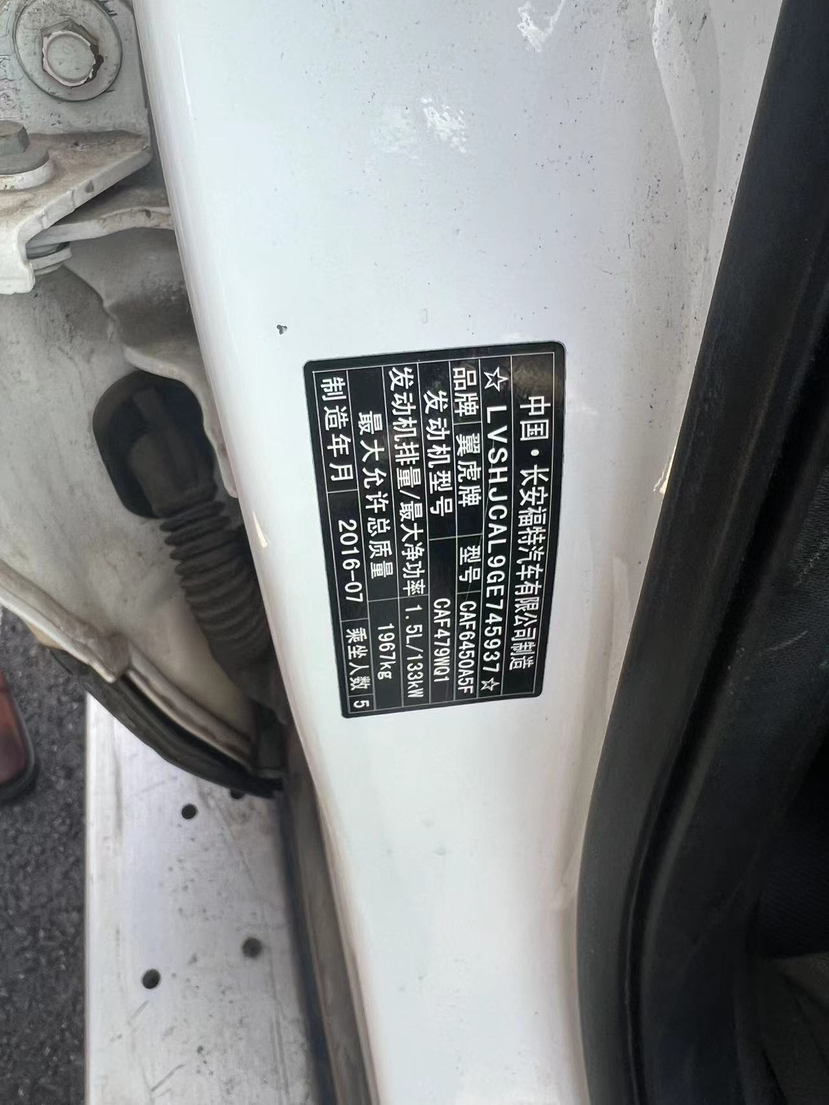 中国·长安福特汽车有限公司制造
☆LVSHJCAL9GE745937☆
品牌 翼虎牌 型号 CAF6450A5F
发动机型号 CAF479WQ1
发动机排量/最大净功率 1.5L/133kW
最大允许总质量 1967kg
制造年月 2016-07 乘坐人数 5